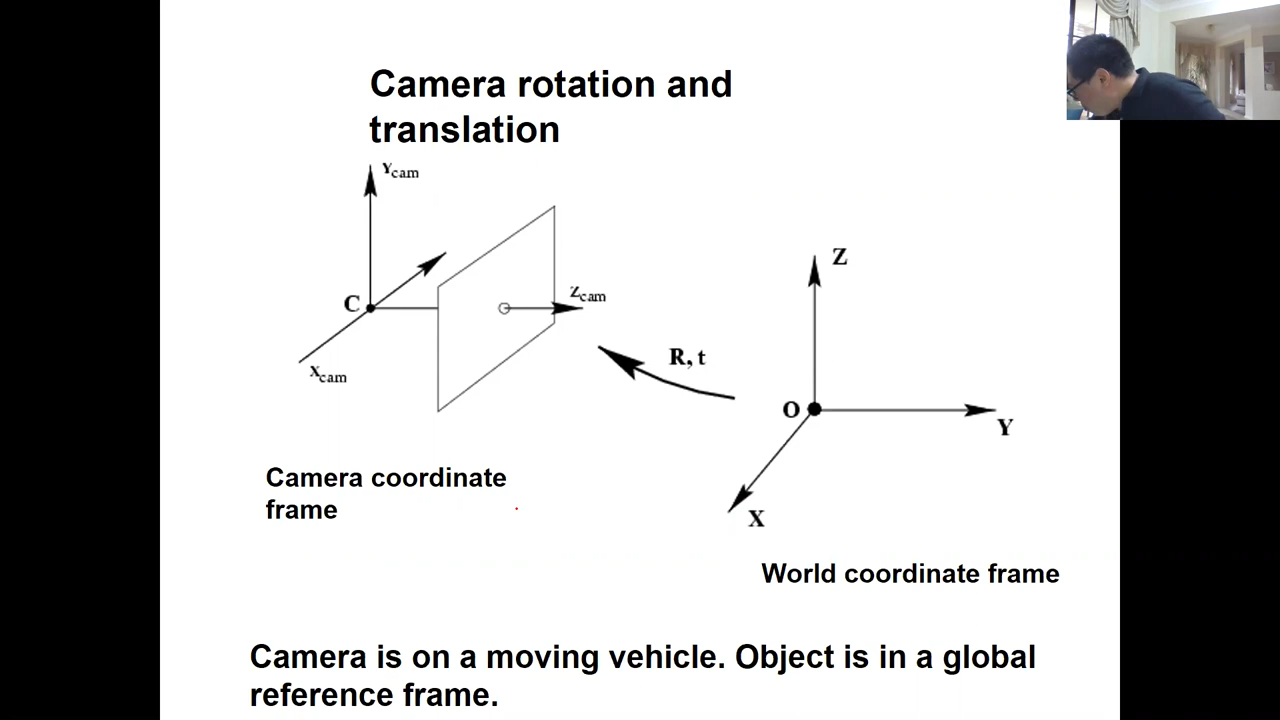 Camera rotation and
translation
Ycam
C
Zcam
Xcam
R, t
Z
O
Y
X
Camera coordinate
frame
World coordinate frame
Camera is on a moving vehicle. Object is in a global
reference frame.